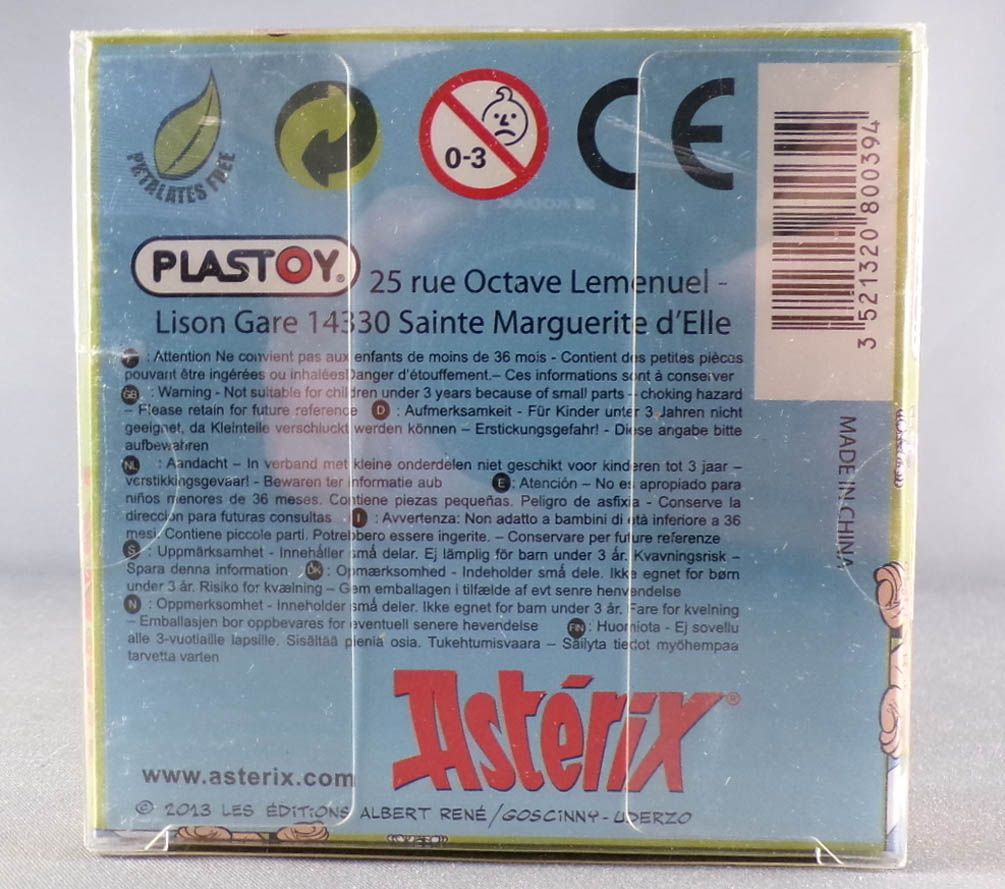 PHTALATES FREE
0-3
CE
3 521320 800394
PLASTOY® 25 rue Octave Lemenuel -
Lison Gare 14330 Sainte Marguerite d'Elle
F : Attention Ne convient pas aux enfants de moins de 36 mois - Contient des petites pièces
pouvant être ingérées ou inhaléesDanger d'étouffement.– Ces informations sont à conserver
GB : Warning - Not suitable for children under 3 years because of small parts – choking hazard
– Please retain for future reference D : Aufmerksamkeit - Für Kinder unter 3 Jahren nicht
geeignet, da Kleinteile verschluckt werden können – Erstickungsgefahr! - Diese angabe bitte
aufbewahren
NL : Aandacht – In verband met kleine onderdelen niet geschikt voor kinderen tot 3 jaar –
verstikkingsgevaar! - Bewaren ter informatie aub E : Atención – No es apropiado para
niños menores de 36 meses. Contiene piezas pequeñas. Peligro de asfixia - Conserve la
direccion para futuras consultas I : Avvertenza: Non adatto a bambini di età inferiore a 36
mesi. Contiene piccole parti. Potrebbero essere ingerite. – Conservare per future referenze
S : Uppmärksamhet - Innehåller små delar. Ej lämplig för barn under 3 år. Kvavningsrisk –
Spara denna information DK : Opmærksomhed - Indeholder små dele. Ikke egnet for børn
under 3 år. Risiko for kvælning – Gem emballagen i tilfælde af evt senre henvendelse
N : Oppmerksomhet - Inneholder små deler. Ikke egnet for barn under 3 år. Fare for kvelning
– Emballasjen bor oppbevares for eventuell senere hevendelse FIN : Huomiota - Ej sovellu
alle 3-vuotiaille lapsille. Sisältää pieniä osia. Tukehtumisvaara – Säilyta tiedot myöhempaa
tarvetta varten
MADE IN CHINA
Astérix®
www.asterix.com
© 2013 LES ÉDITIONS ALBERT RENÉ/GOSCINNY-UDERZO